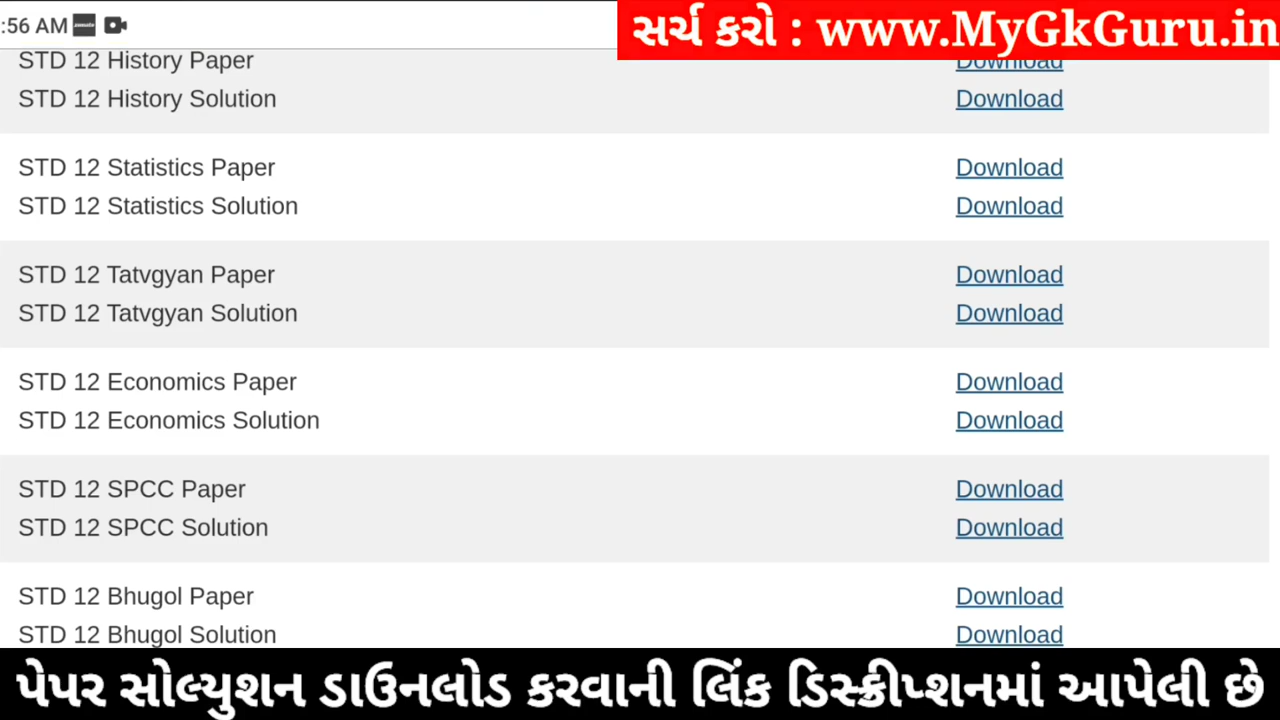 :56 AM
સર્ચ કરો : www.MyGkGuru.in
STD 12 History Paper Download
STD 12 History Solution Download
STD 12 Statistics Paper Download
STD 12 Statistics Solution Download
STD 12 Tatvgyan Paper Download
STD 12 Tatvgyan Solution Download
STD 12 Economics Paper Download
STD 12 Economics Solution Download
STD 12 SPCC Paper Download
STD 12 SPCC Solution Download
STD 12 Bhugol Paper Download
STD 12 Bhugol Solution Download
પેપર સોલ્યુશન ડાઉનલોડ કરવાની લિંક ડિસ્ક્રીપ્શનમાં આપેલી છે